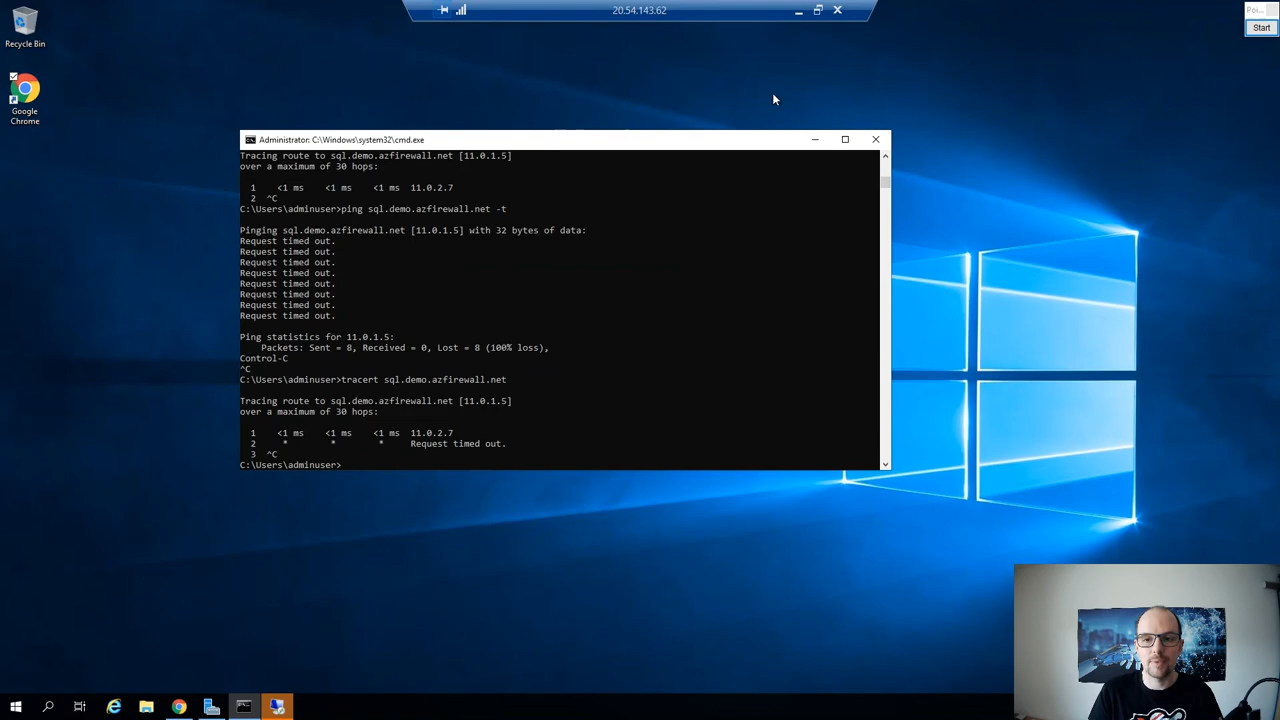 20.54.143.62
Poi...
Start
Recycle Bin
Google
Chrome
Administrator: C:\Windows\system32\cmd.exe
Tracing route to sql.demo.azfirewall.net [11.0.1.5]
over a maximum of 30 hops:
1 <1 ms <1 ms <1 ms 11.0.2.7
2 ^C
C:\Users\adminuser>ping sql.demo.azfirewall.net -t
Pinging sql.demo.azfirewall.net [11.0.1.5] with 32 bytes of data:
Request timed out.
Request timed out.
Request timed out.
Request timed out.
Request timed out.
Request timed out.
Request timed out.
Request timed out.
Ping statistics for 11.0.1.5:
Packets: Sent = 8, Received = 0, Lost = 8 (100% loss),
Control-C
^C
C:\Users\adminuser>tracert sql.demo.azfirewall.net
Tracing route to sql.demo.azfirewall.net [11.0.1.5]
over a maximum of 30 hops:
1 <1 ms <1 ms <1 ms 11.0.2.7
2 * * * Request timed out.
3 ^C
C:\Users\adminuser>